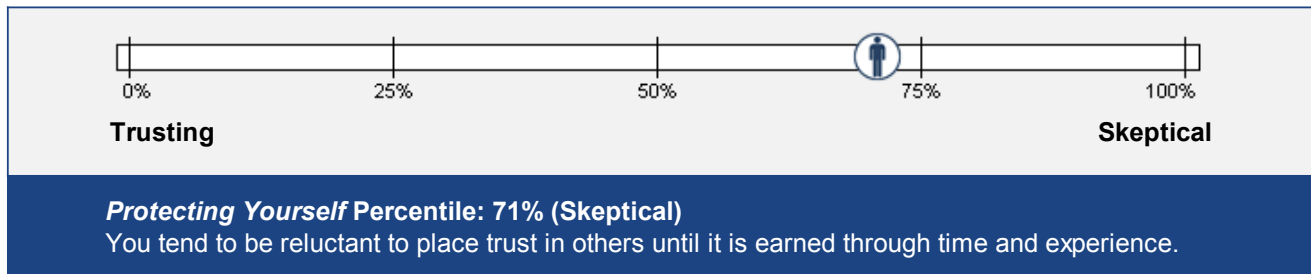 0% 25% 50% 75% 100%
Trusting Skeptical
Protecting Yourself Percentile: 71% (Skeptical)
You tend to be reluctant to place trust in others until it is earned through time and experience.